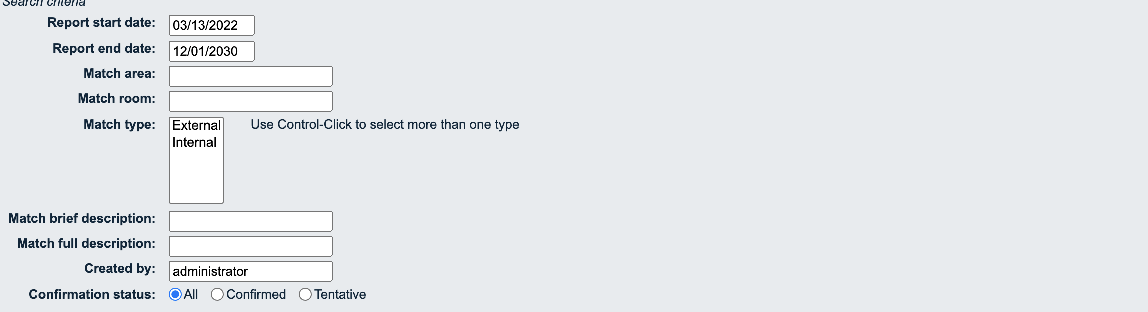 Search criteria
Report start date: 03/13/2022
Report end date: 12/01/2030
Match area:
Match room:
Match type: External Use Control-Click to select more than one type
Internal
Match brief description:
Match full description:
Created by: administrator
Confirmation status: All Confirmed Tentative